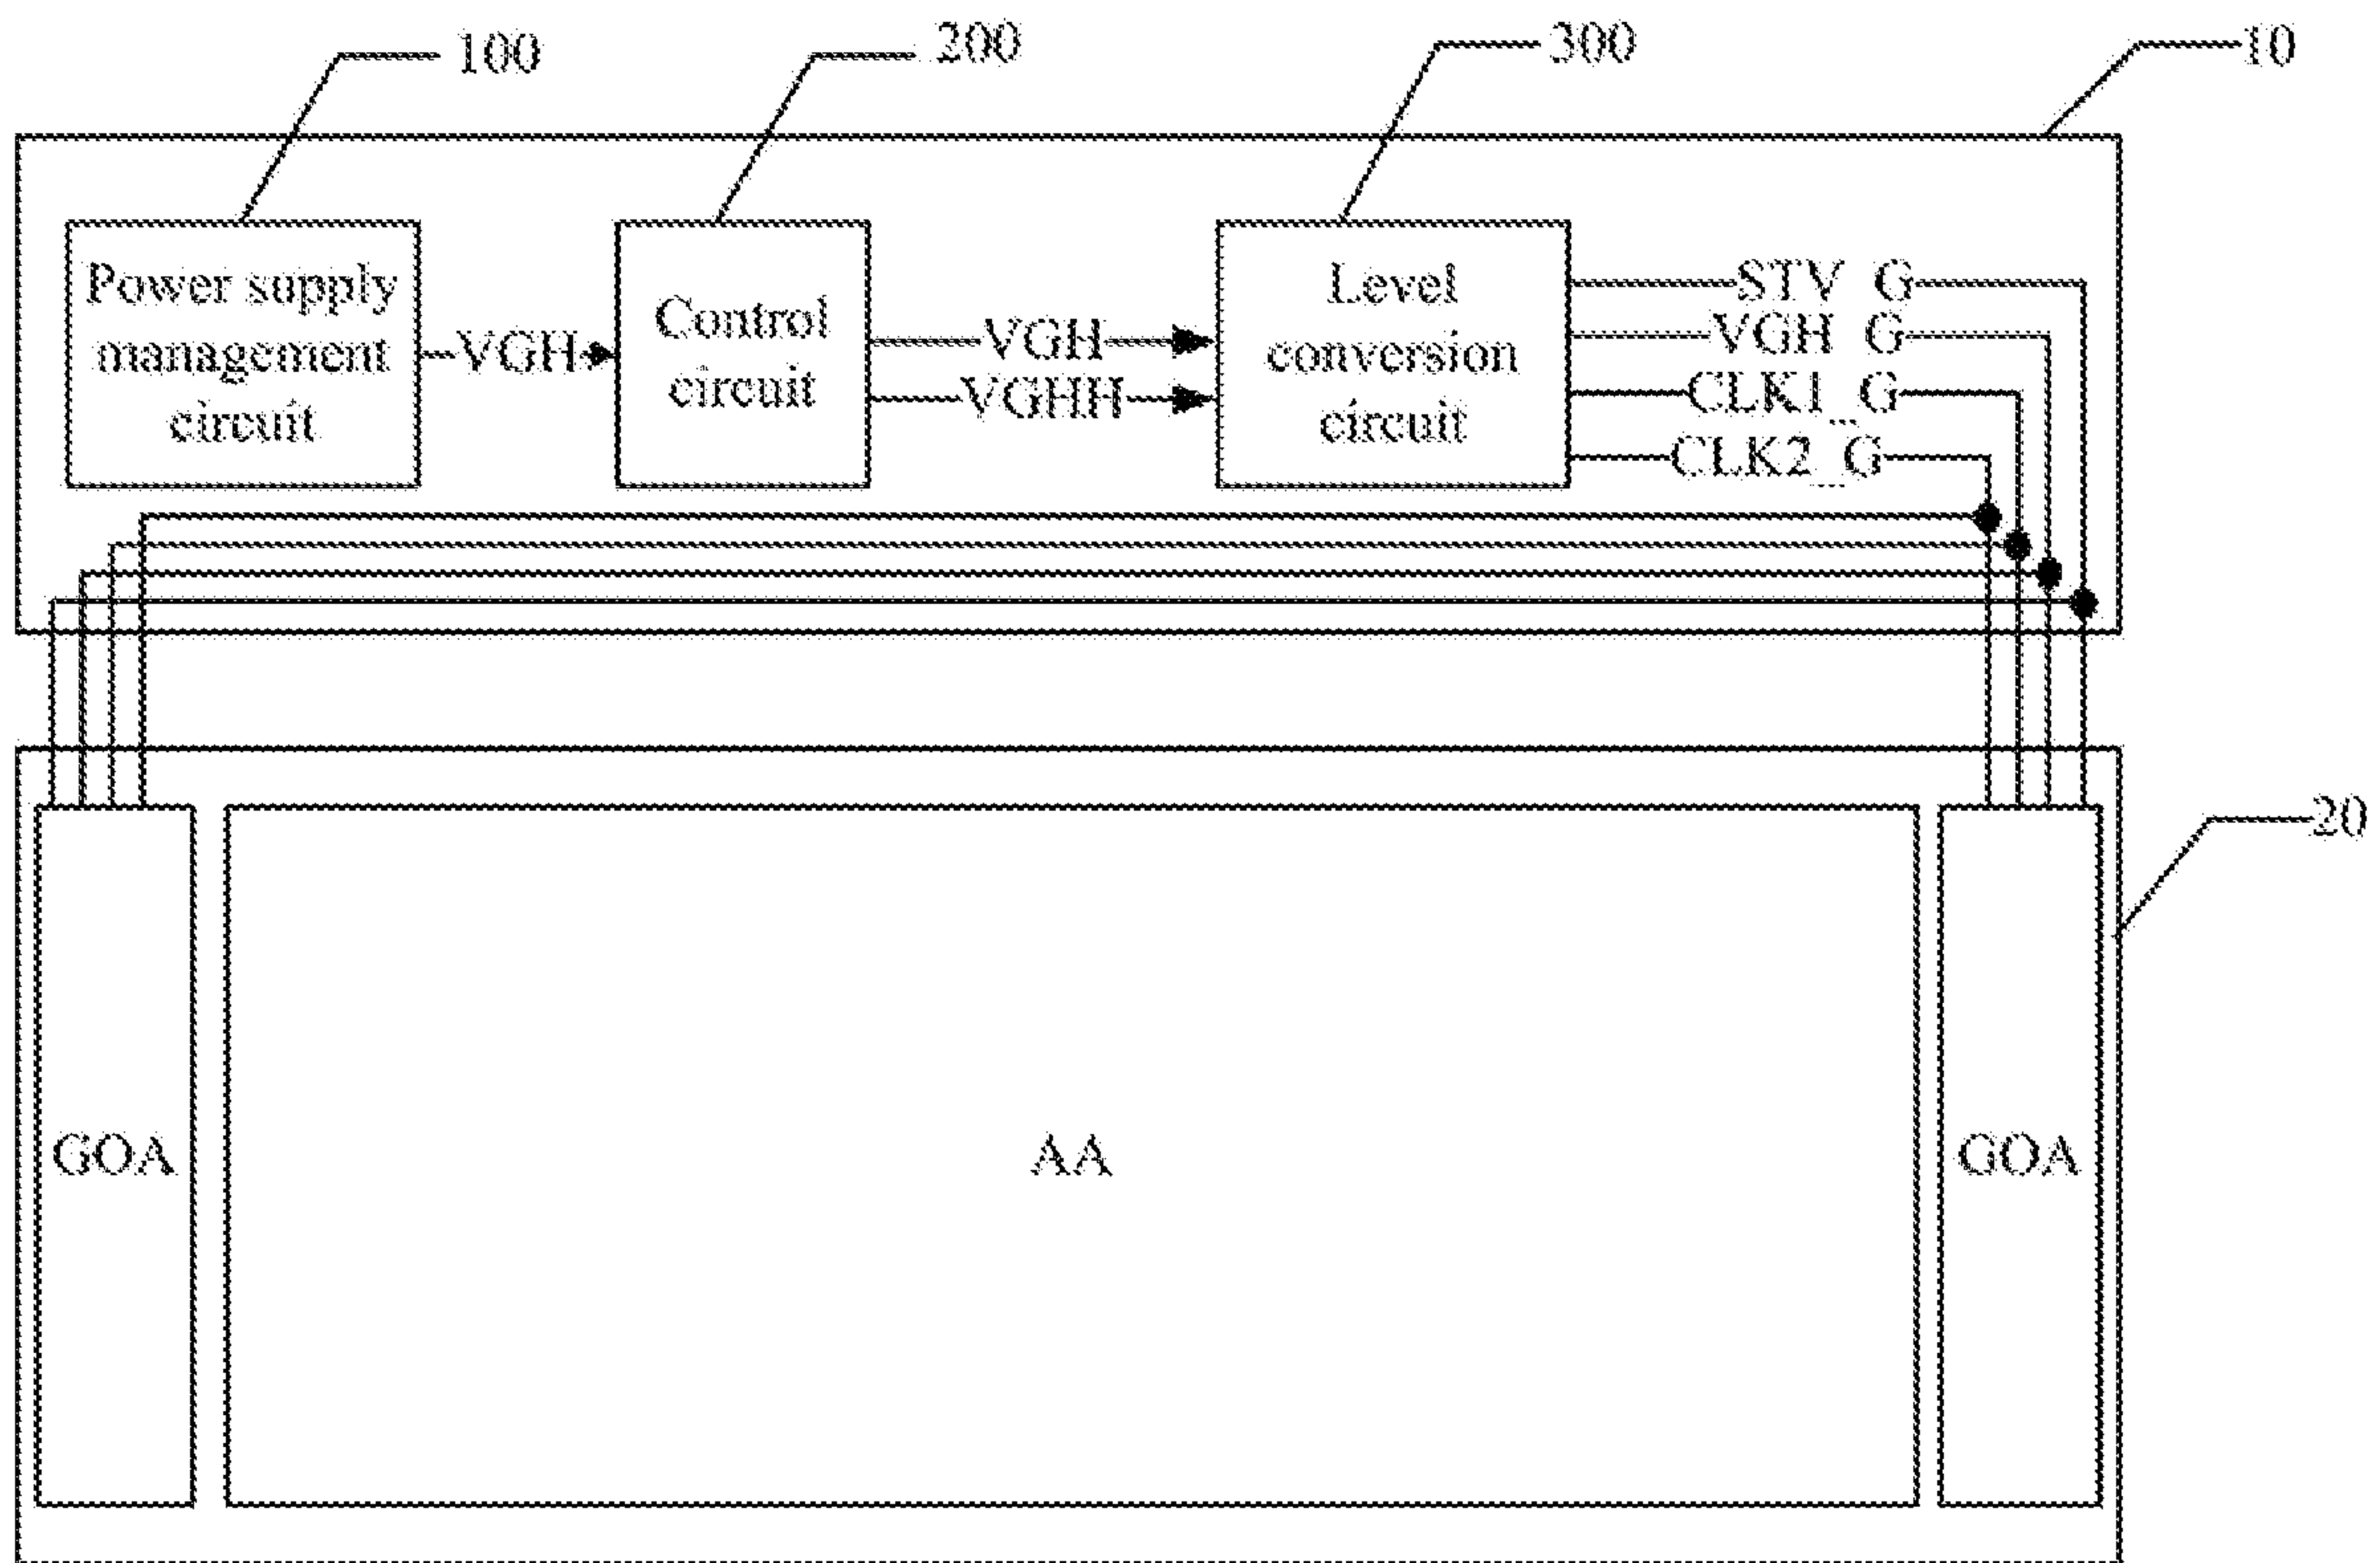 100
200
300
10
Power supply
management
circuit
VGH
Control
circuit
VGH
VGHH
Level
conversion
circuit
STV_G
VGH_G
CLK1_G
CLK2_G
20
GOA
AA
GOA